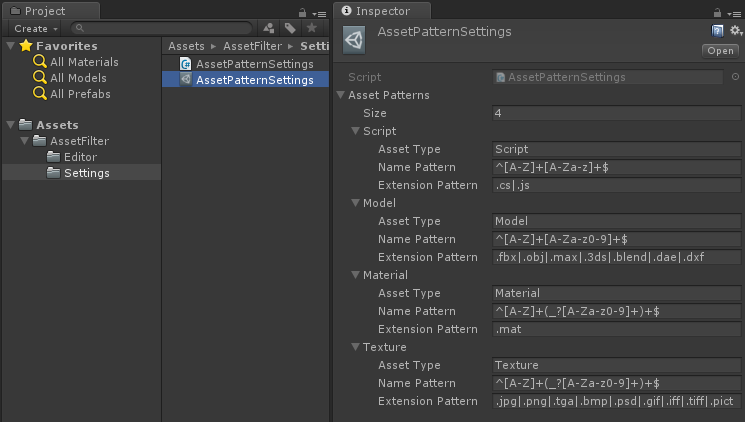 Project
Create
Favorites
All Materials
All Models
All Prefabs
Assets
AssetFilter
Editor
Settings
Assets ▸ AssetFilter ▸ Setti
C#
AssetPatternSettings
AssetPatternSettings
Inspector
AssetPatternSettings
Open
Script AssetPatternSettings
Asset Patterns
Size 4
Script
Asset Type Script
Name Pattern ^[A-Z]+[A-Za-z]+$
Extension Pattern .cs|.js
Model
Asset Type Model
Name Pattern ^[A-Z]+[A-Za-z0-9]+$
Extension Pattern .fbx|.obj|.max|.3ds|.blend|.dae|.dxf
Material
Asset Type Material
Name Pattern ^[A-Z]+(_?[A-Za-z0-9]+)+$
Extension Pattern .mat
Texture
Asset Type Texture
Name Pattern ^[A-Z]+(_?[A-Za-z0-9]+)+$
Extension Pattern .jpg|.png|.tga|.bmp|.psd|.gif|.iff|.tiff|.pict